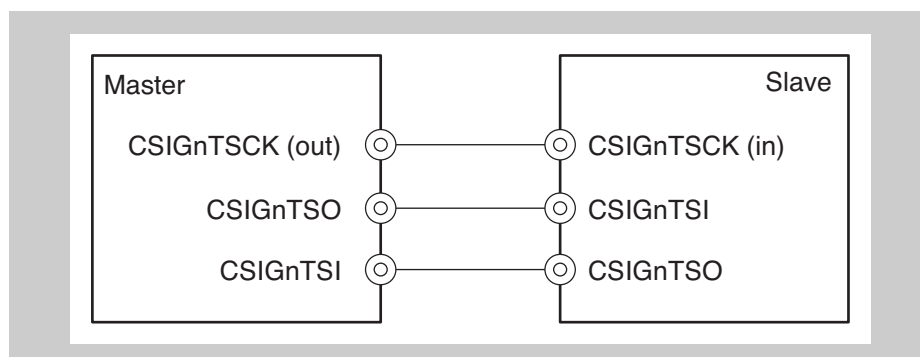 Master
Slave
CSIGnTSCK (out)
CSIGnTSCK (in)
CSIGnTSO
CSIGnTSI
CSIGnTSI
CSIGnTSO